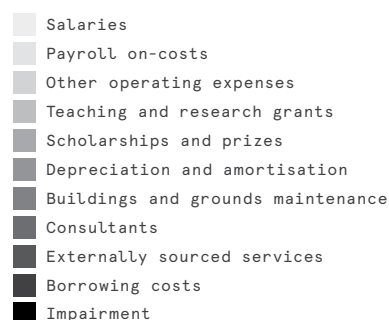 Salaries
Payroll on-costs
Other operating expenses
Teaching and research grants
Scholarships and prizes
Depreciation and amortisation
Buildings and grounds maintenance
Consultants
Externally sourced services
Borrowing costs
Impairment